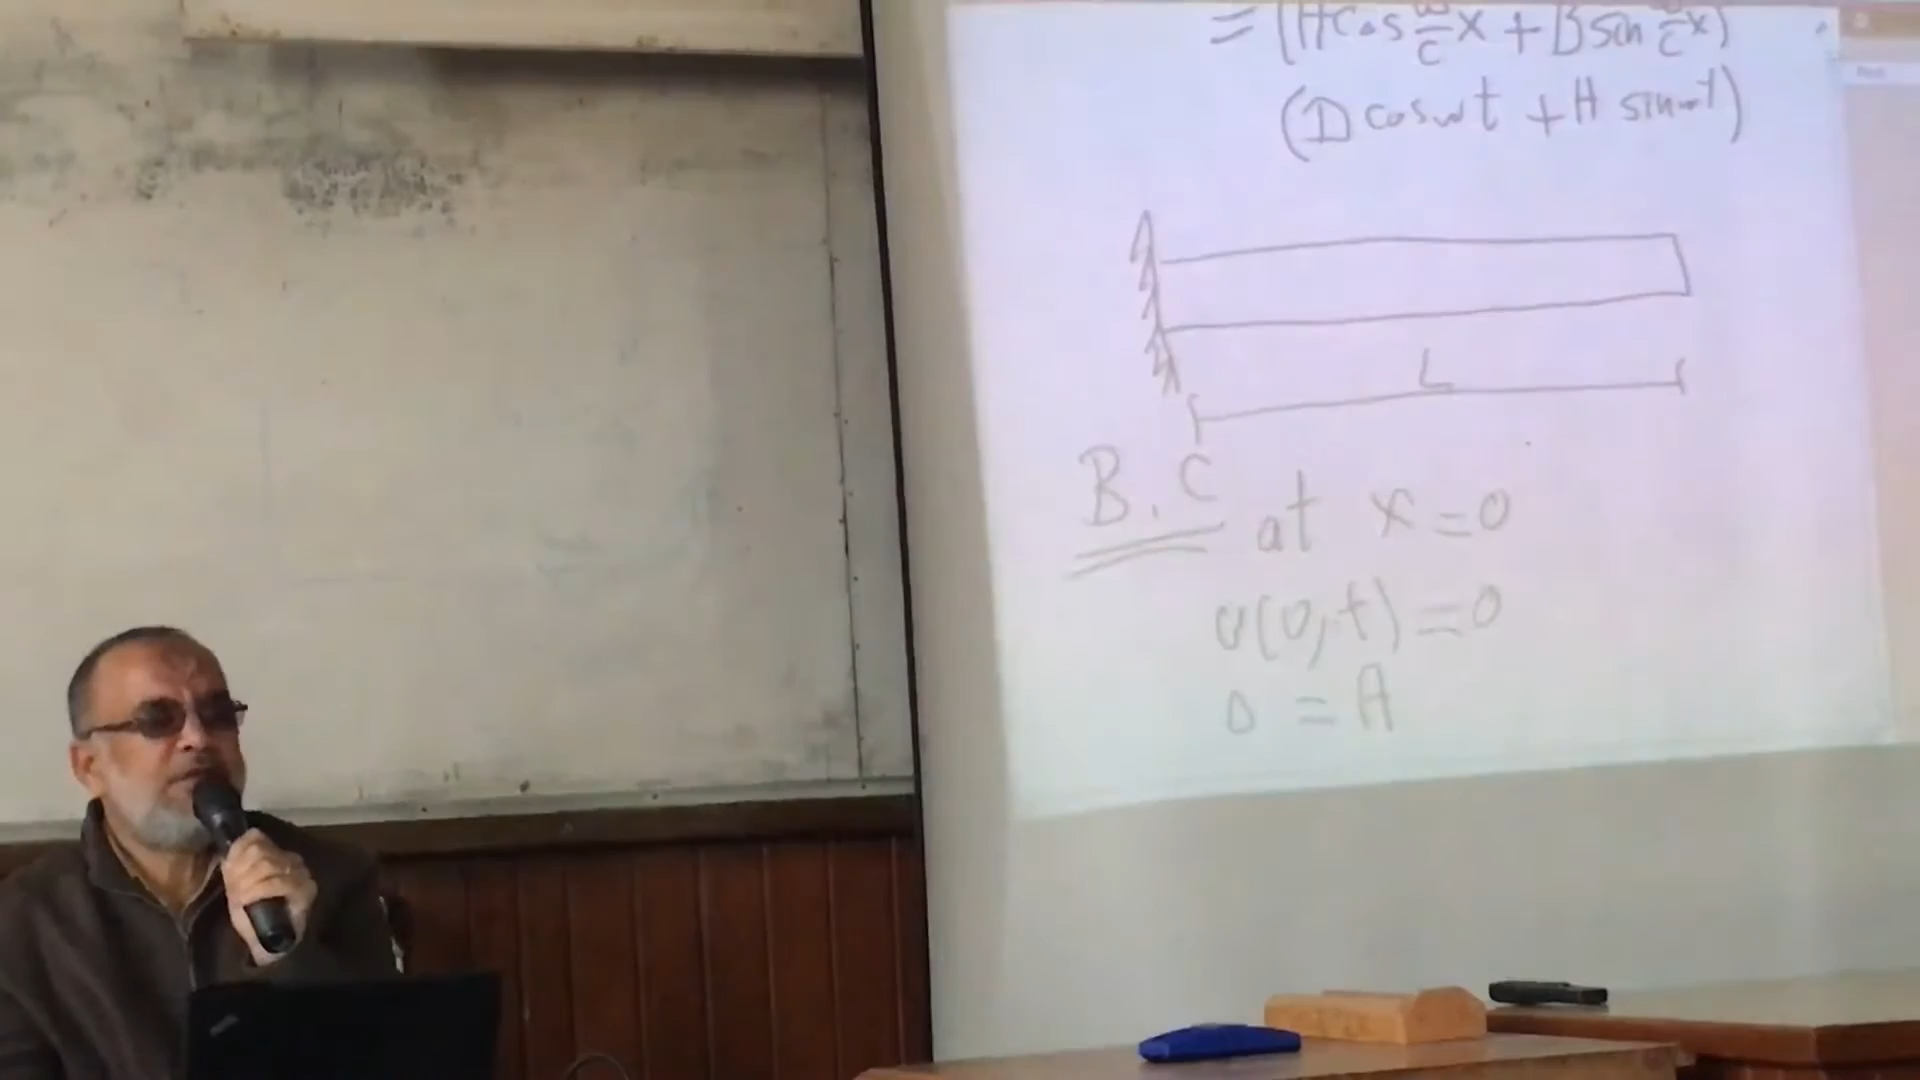 = (A cos ω/c x + B sin ω/c x)
(D cos ωt + H sin ωt)
L
B.C at x = 0
u(0,t) = 0
0 = A